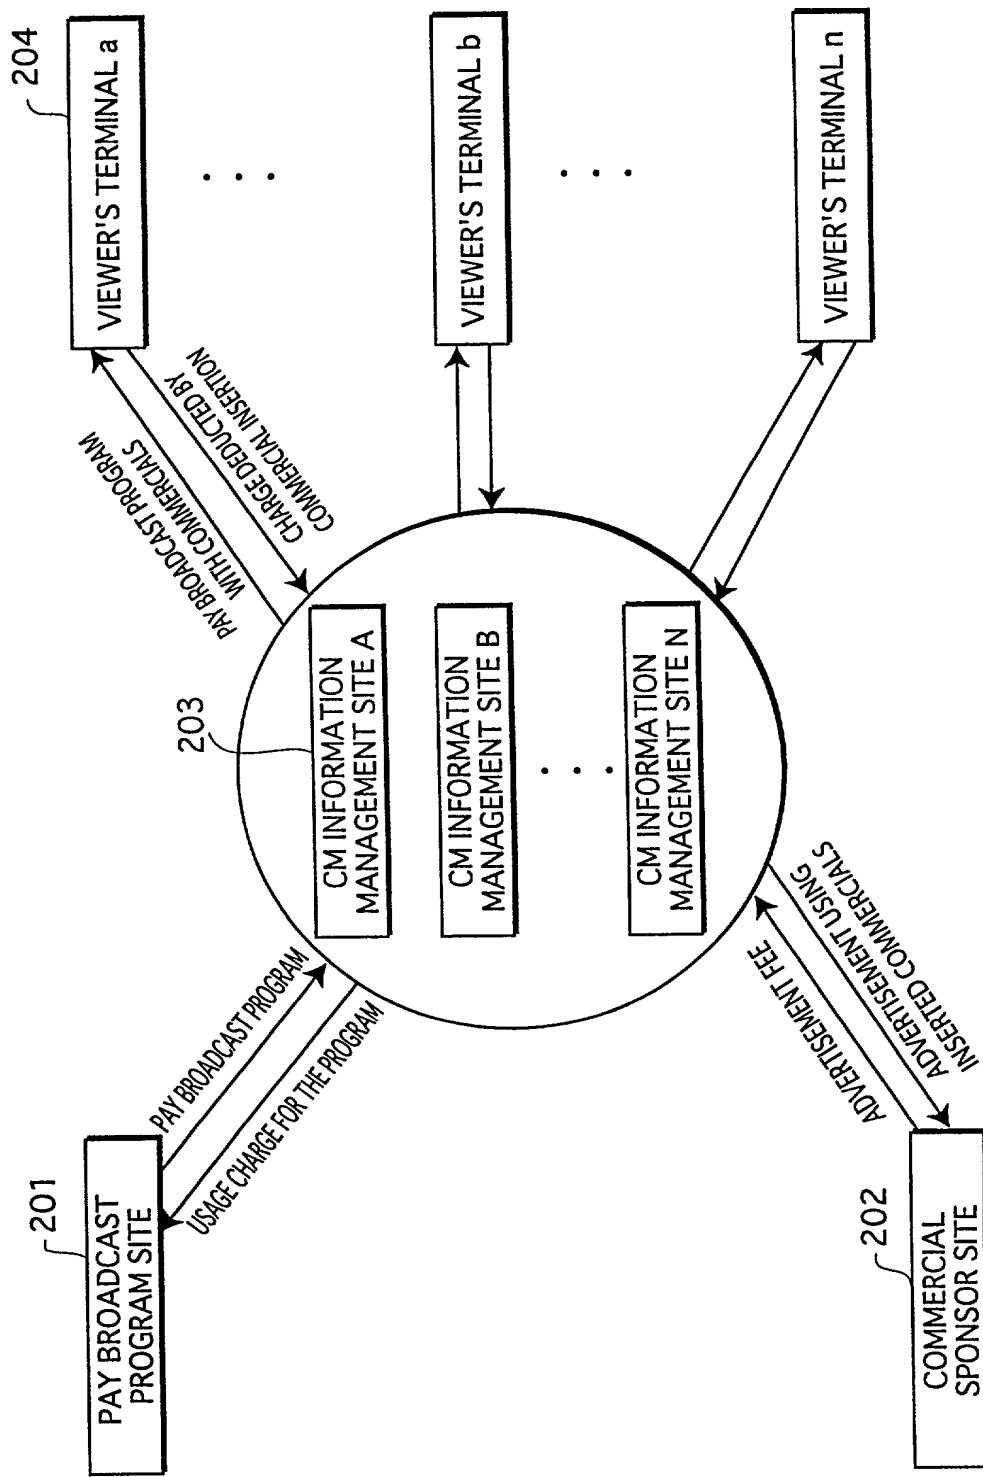 201
PAY BROADCAST
PROGRAM SITE
PAY BROADCAST PROGRAM
USAGE CHARGE FOR THE PROGRAM
203
CM INFORMATION
MANAGEMENT SITE A
CM INFORMATION
MANAGEMENT SITE B
. . .
CM INFORMATION
MANAGEMENT SITE N
PAY BROADCAST PROGRAM
WITH COMMERCIALS
CHARGE DEDUCTED BY
COMMERCIAL INSERTION
204
VIEWER'S TERMINAL a
. . .
VIEWER'S TERMINAL b
. . .
VIEWER'S TERMINAL n
202
COMMERCIAL
SPONSOR SITE
ADVERTISEMENT FEE
ADVERTISEMENT USING
INSERTED COMMERCIALS